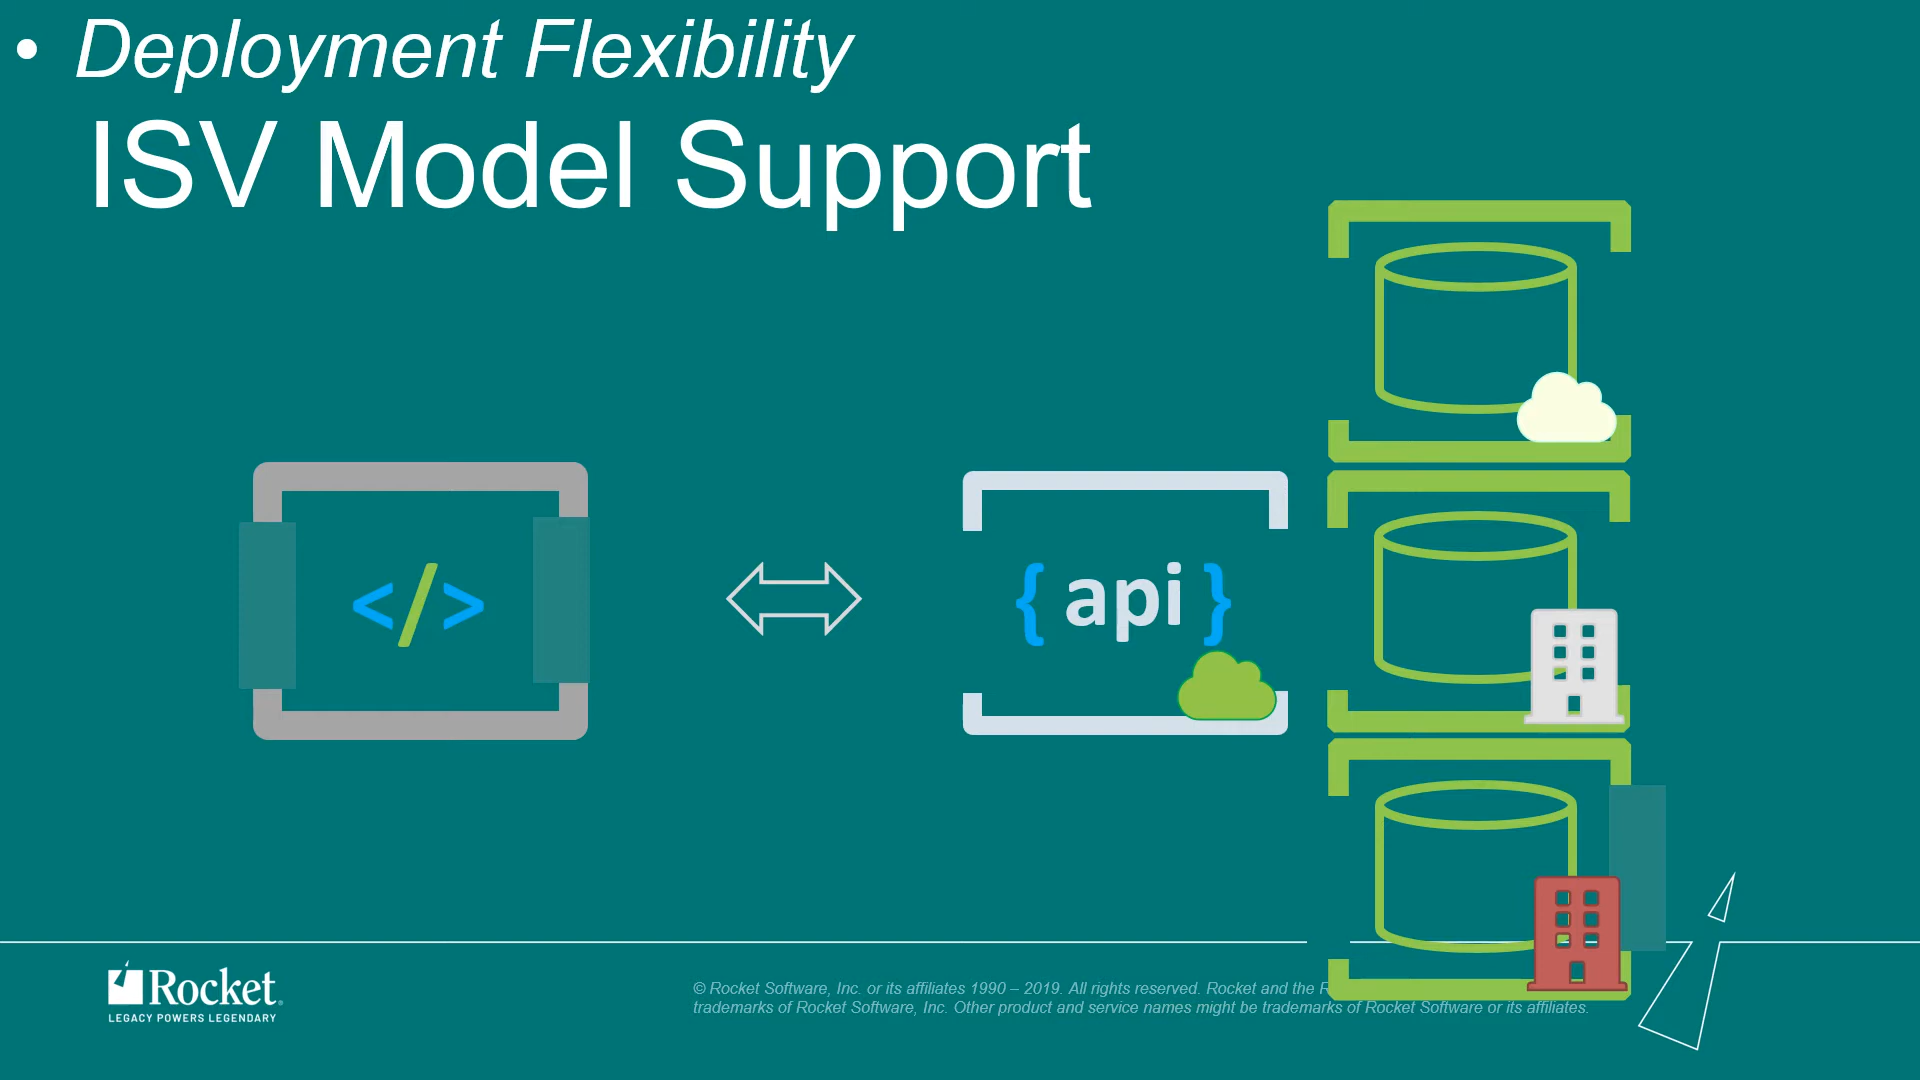 • Deployment Flexibility
ISV Model Support
</>
{ api }
Rocket.
LEGACY POWERS LEGENDARY
© Rocket Software, Inc. or its affiliates 1990 – 2019. All rights reserved. Rocket and the R
trademarks of Rocket Software, Inc. Other product and service names might be trademarks of Rocket Software or its affiliates.